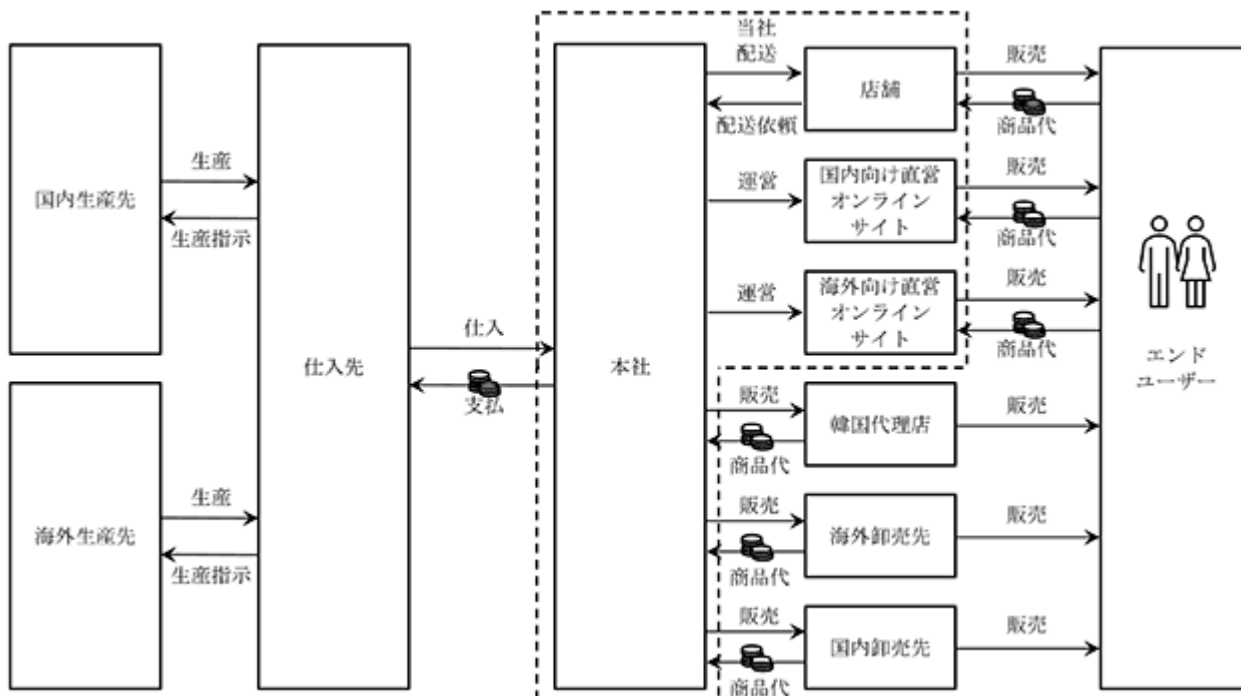 当社
国内生産先
生産
生産指示
海外生産先
生産
生産指示
仕入先
仕入
支払
本社
配送
配送依頼
店舗
販売
商品代
運営
国内向け直営
オンライン
サイト
販売
商品代
運営
海外向け直営
オンライン
サイト
販売
商品代
販売
商品代
韓国代理店
販売
販売
商品代
海外卸売先
販売
販売
商品代
国内卸売先
販売
エンド
ユーザー